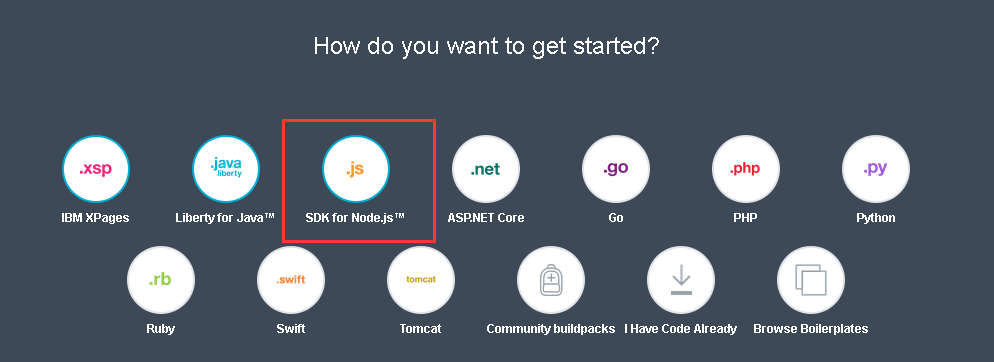 How do you want to get started?
.xsp
.java
liberty
.js
.net
.go
.php
.py
IBM XPages
Liberty for Java™
SDK for Node.js™
ASP.NET Core
Go
PHP
Python
.rb
.swift
tomcat
Ruby
Swift
Tomcat
Community buildpacks
I Have Code Already
Browse Boilerplates